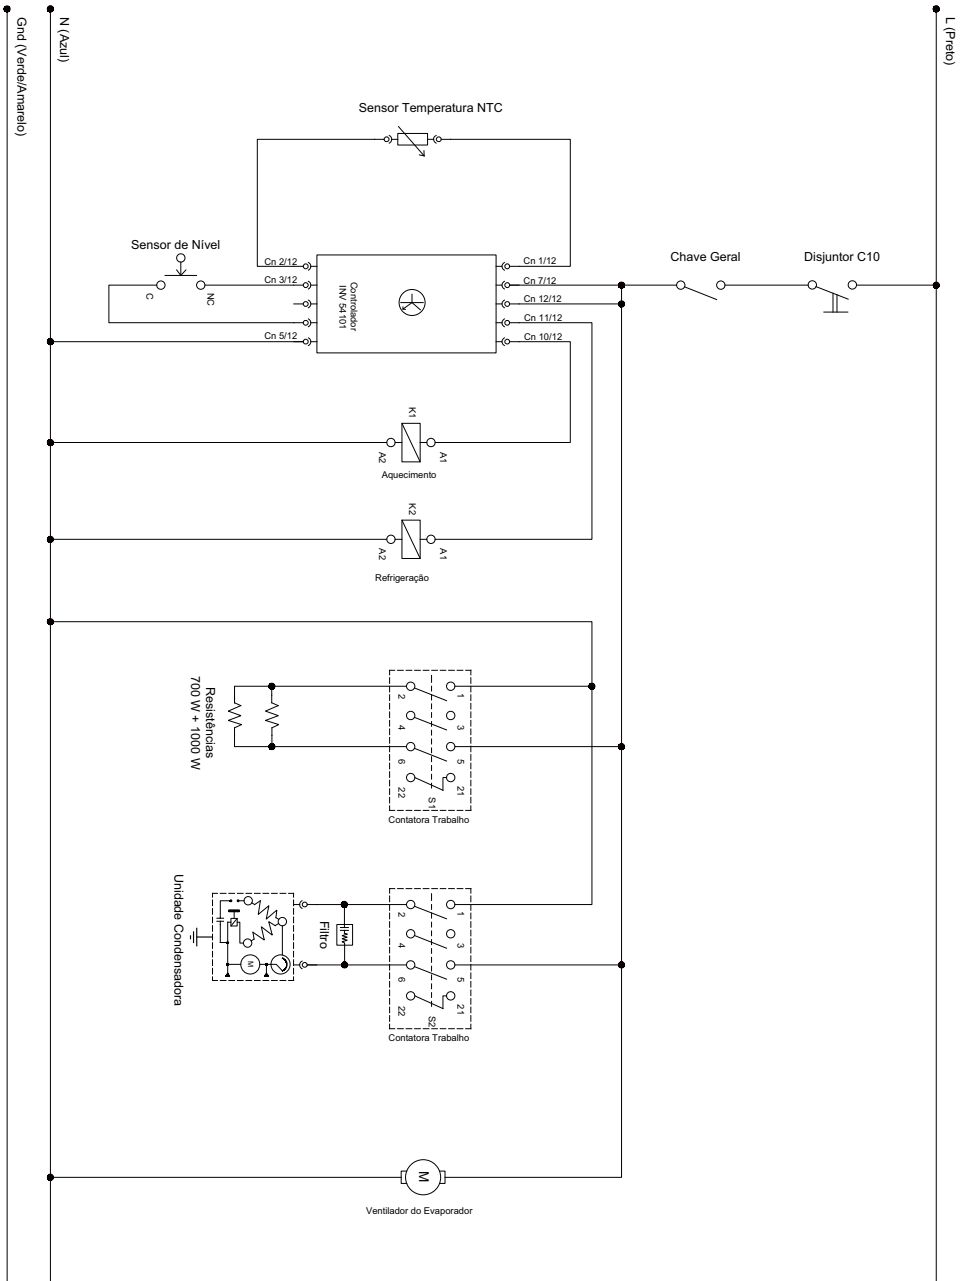 Gnd (Verde/Amarelo)
N (Azul)
L (Preto)
Sensor Temperatura NTC
Sensor de Nível
C
NC
Cn 2/12
Cn 3/12
Cn 5/12
Controlador
INV 54101
Cn 1/12
Cn 7/12
Cn 12/12
Cn 11/12
Cn 10/12
Chave Geral
Disjuntor C10
K1
A2
A1
Aquecimento
K2
A2
A1
Refrigeração
Resistências
700 W + 1000 W
2
1
4
3
6
5
22
21
S1
Contatora Trabalho
Unidade Condensadora
M
Filtro
2
1
4
3
6
5
22
21
S2
Contatora Trabalho
M
Ventilador do Evaporador